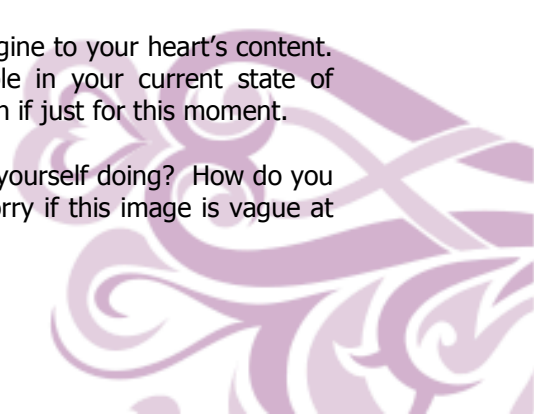 gine to your heart’s content.
le in your current state of
n if just for this moment.
yourself doing? How do you
orry if this image is vague at